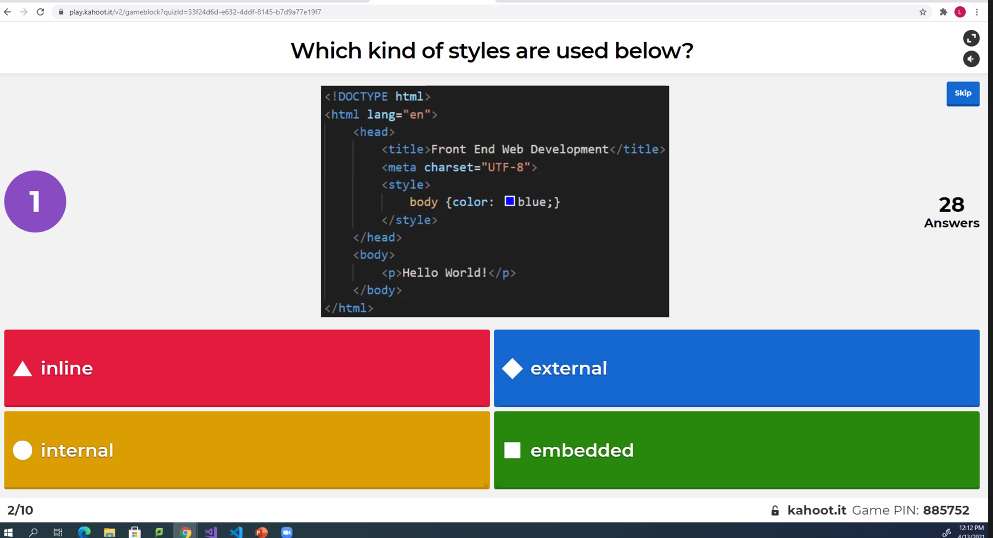 play.kahoot.it/v2/gameblock?quizId=33f24d6d-e632-4ddf-8145-b7d9a77e19f7
L
Which kind of styles are used below?
Skip
<!DOCTYPE html>
<html lang="en">
<head>
<title>Front End Web Development</title>
<meta charset="UTF-8">
<style>
body {color: blue;}
</style>
</head>
<body>
<p>Hello World!</p>
</body>
</html>
1
28
Answers
inline
external
internal
embedded
2/10
kahoot.it Game PIN: 885752
12:12 PM
4/13/2021